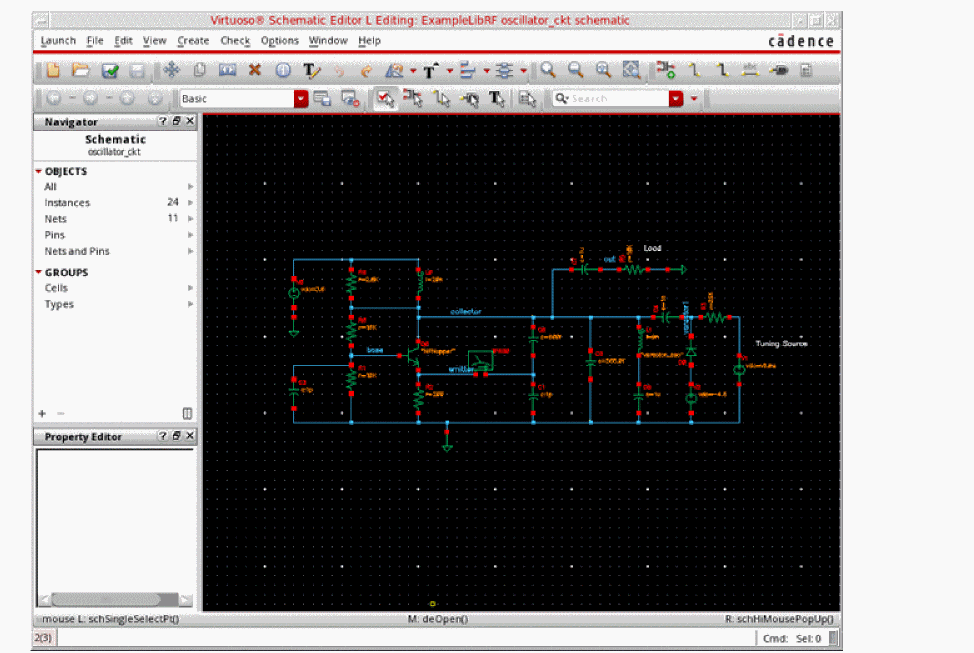 Virtuoso® Schematic Editor L Editing: ExampleLibRF oscillator_ckt schematic
Launch File Edit View Create Check Options Window Help
cādence
Basic
Search
Navigator
Schematic
oscillator_ckt
OBJECTS
All
Instances 24
Nets 11
Pins
Nets and Pins
GROUPS
Cells
Types
Property Editor
Load
out
collector
base
emitter
Tuning Source
mouse L: schSingleSelectPt()
M: deOpen()
R: schHiMousePopUp()
2(3)
Cmd: Sel: 0